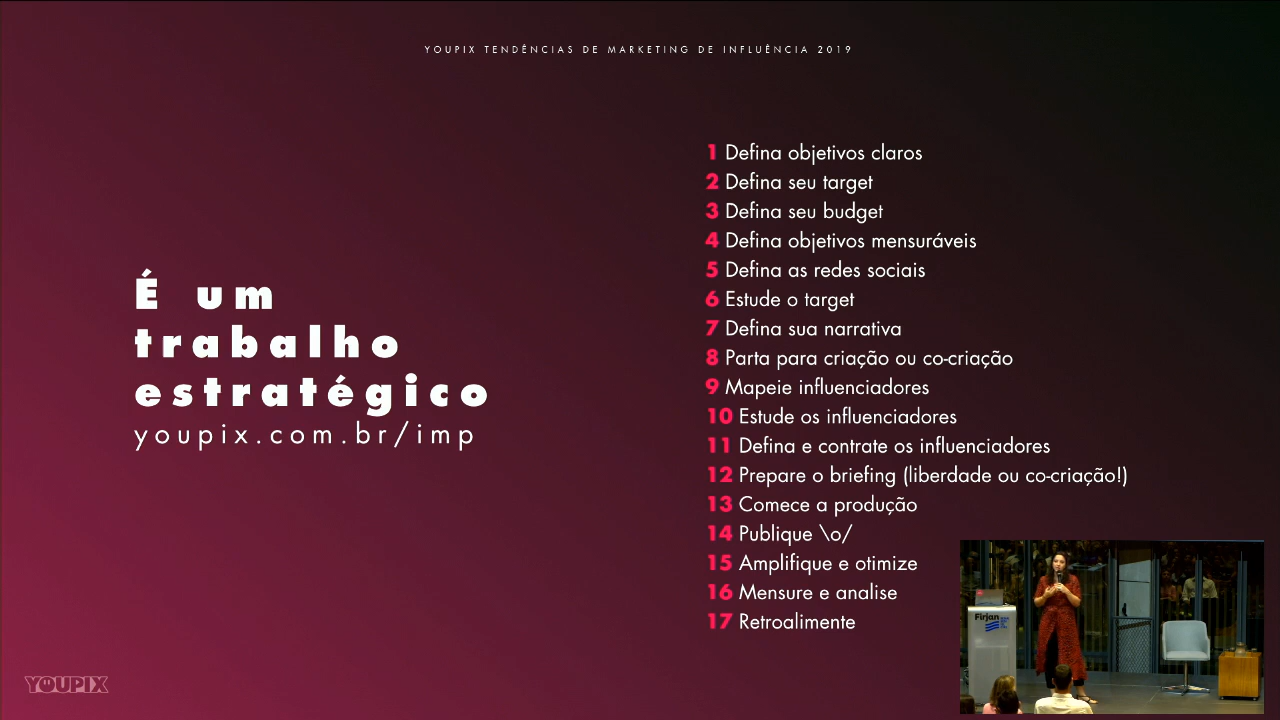 YOUPIX TENDÊNCIAS DE MARKETING DE INFLUÊNCIA 2019
É um
trabalho
estratégico
youpix.com.br/imp
1 Defina objetivos claros
2 Defina seu target
3 Defina seu budget
4 Defina objetivos mensuráveis
5 Defina as redes sociais
6 Estude o target
7 Defina sua narrativa
8 Parta para criação ou co-criação
9 Mapeie influenciadores
10 Estude os influenciadores
11 Defina e contrate os influenciadores
12 Prepare o briefing (liberdade ou co-criação!)
13 Comece a produção
14 Publique \o/
15 Amplifique e otimize
16 Mensure e analise
17 Retroalimente
YOUPIX
Firjan